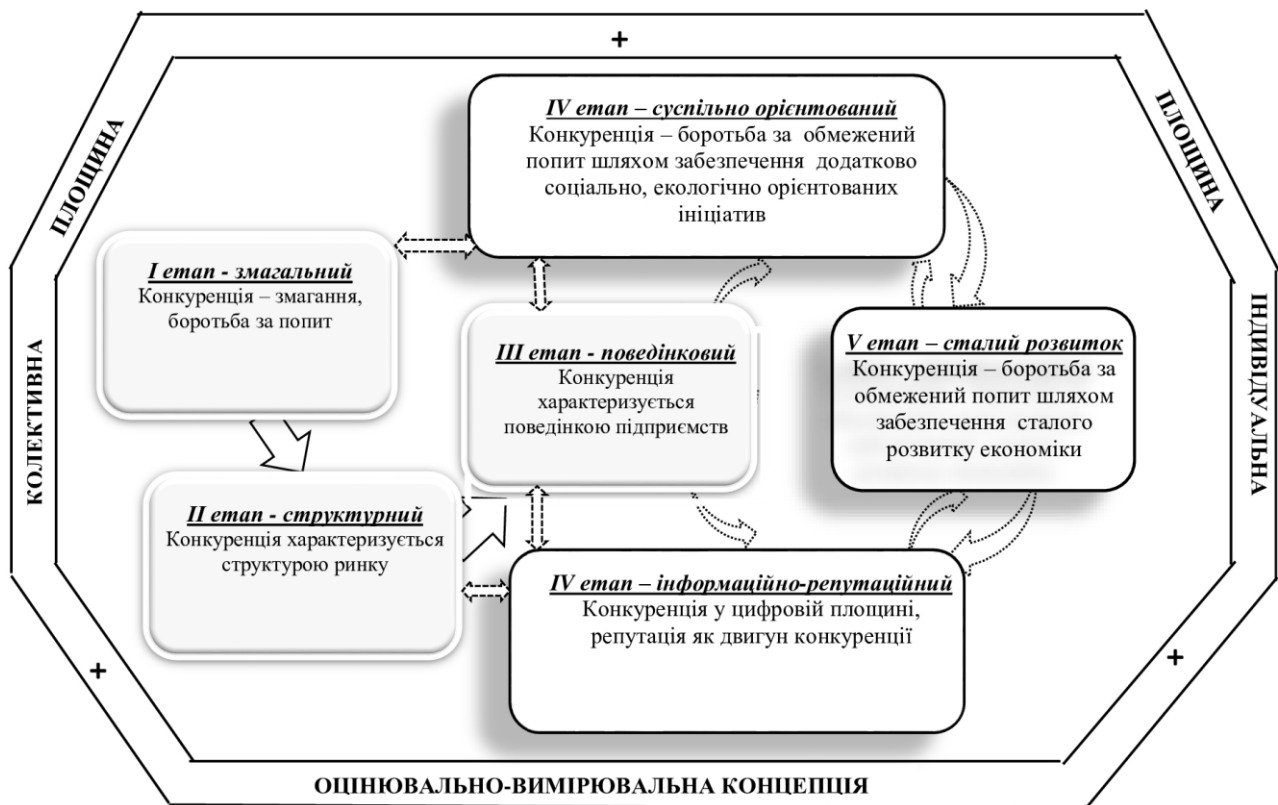 +
ПЛОЩИНА
ПЛОЩИНА
КОЛЕКТИВНА
ІНДИВІДУАЛЬНА
IV етап – суспільно орієнтований
Конкуренція – боротьба за обмежений
попит шляхом забезпечення додатково
соціально, екологічно орієнтованих
ініціатив
I етап - змагальний
Конкуренція – змагання,
боротьба за попит
III етап - поведінковий
Конкуренція
характеризується
поведінкою підприємств
V етап – сталий розвиток
Конкуренція – боротьба за
обмежений попит шляхом
забезпечення сталого
розвитку економіки
II етап - структурний
Конкуренція характеризується
структурою ринку
IV етап – інформаційно-репутаційний
Конкуренція у цифровій площині,
репутація як двигун конкуренції
+
+
ОЦІНЮВАЛЬНО-ВИМІРЮВАЛЬНА КОНЦЕПЦІЯ